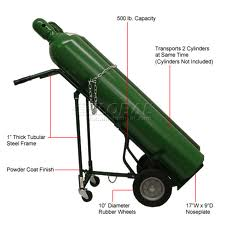 500 lb. Capacity
Transports 2 Cylinders
at Same Time
(Cylinders Not Included)
GLOBAL
1" Thick Tubular
Steel Frame
Powder Coat Finish
10" Diameter
Rubber Wheels
17"W x 9"D
Noseplate